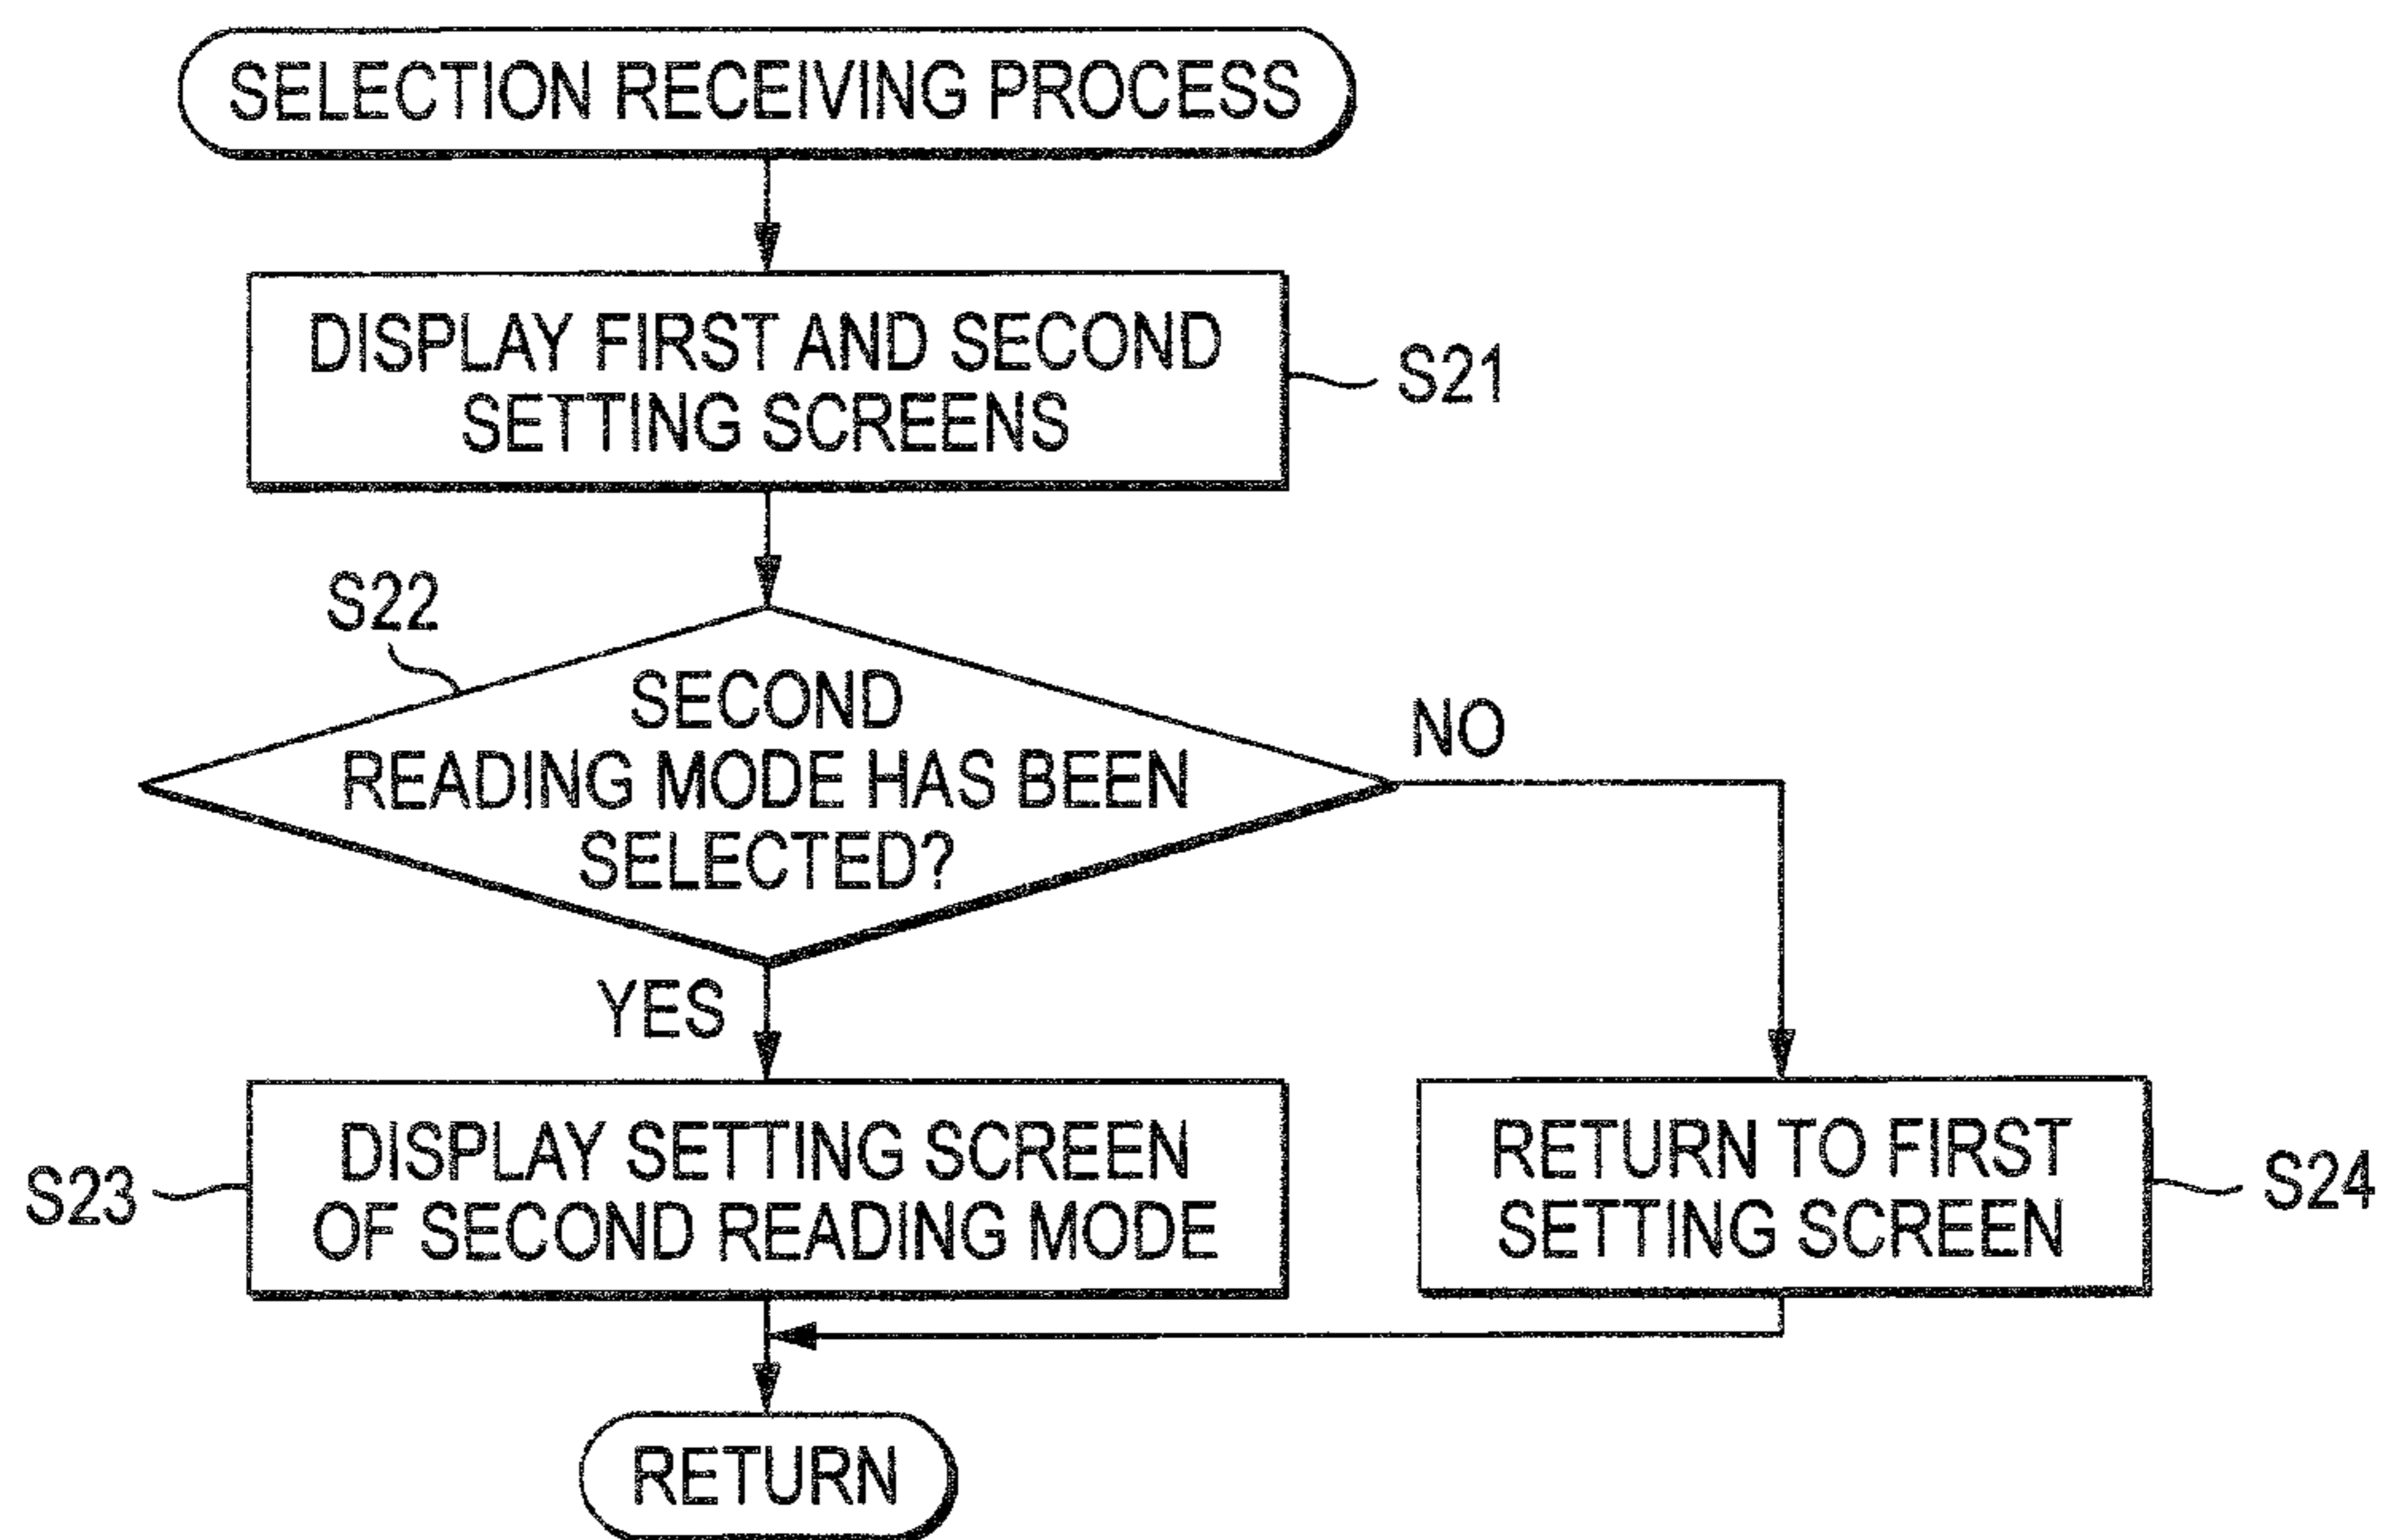 SELECTION RECEIVING PROCESS
DISPLAY FIRST AND SECOND
SETTING SCREENS
S21
S22
SECOND
READING MODE HAS BEEN
SELECTED?
NO
YES
S23
DISPLAY SETTING SCREEN
OF SECOND READING MODE
RETURN TO FIRST
SETTING SCREEN
S24
RETURN